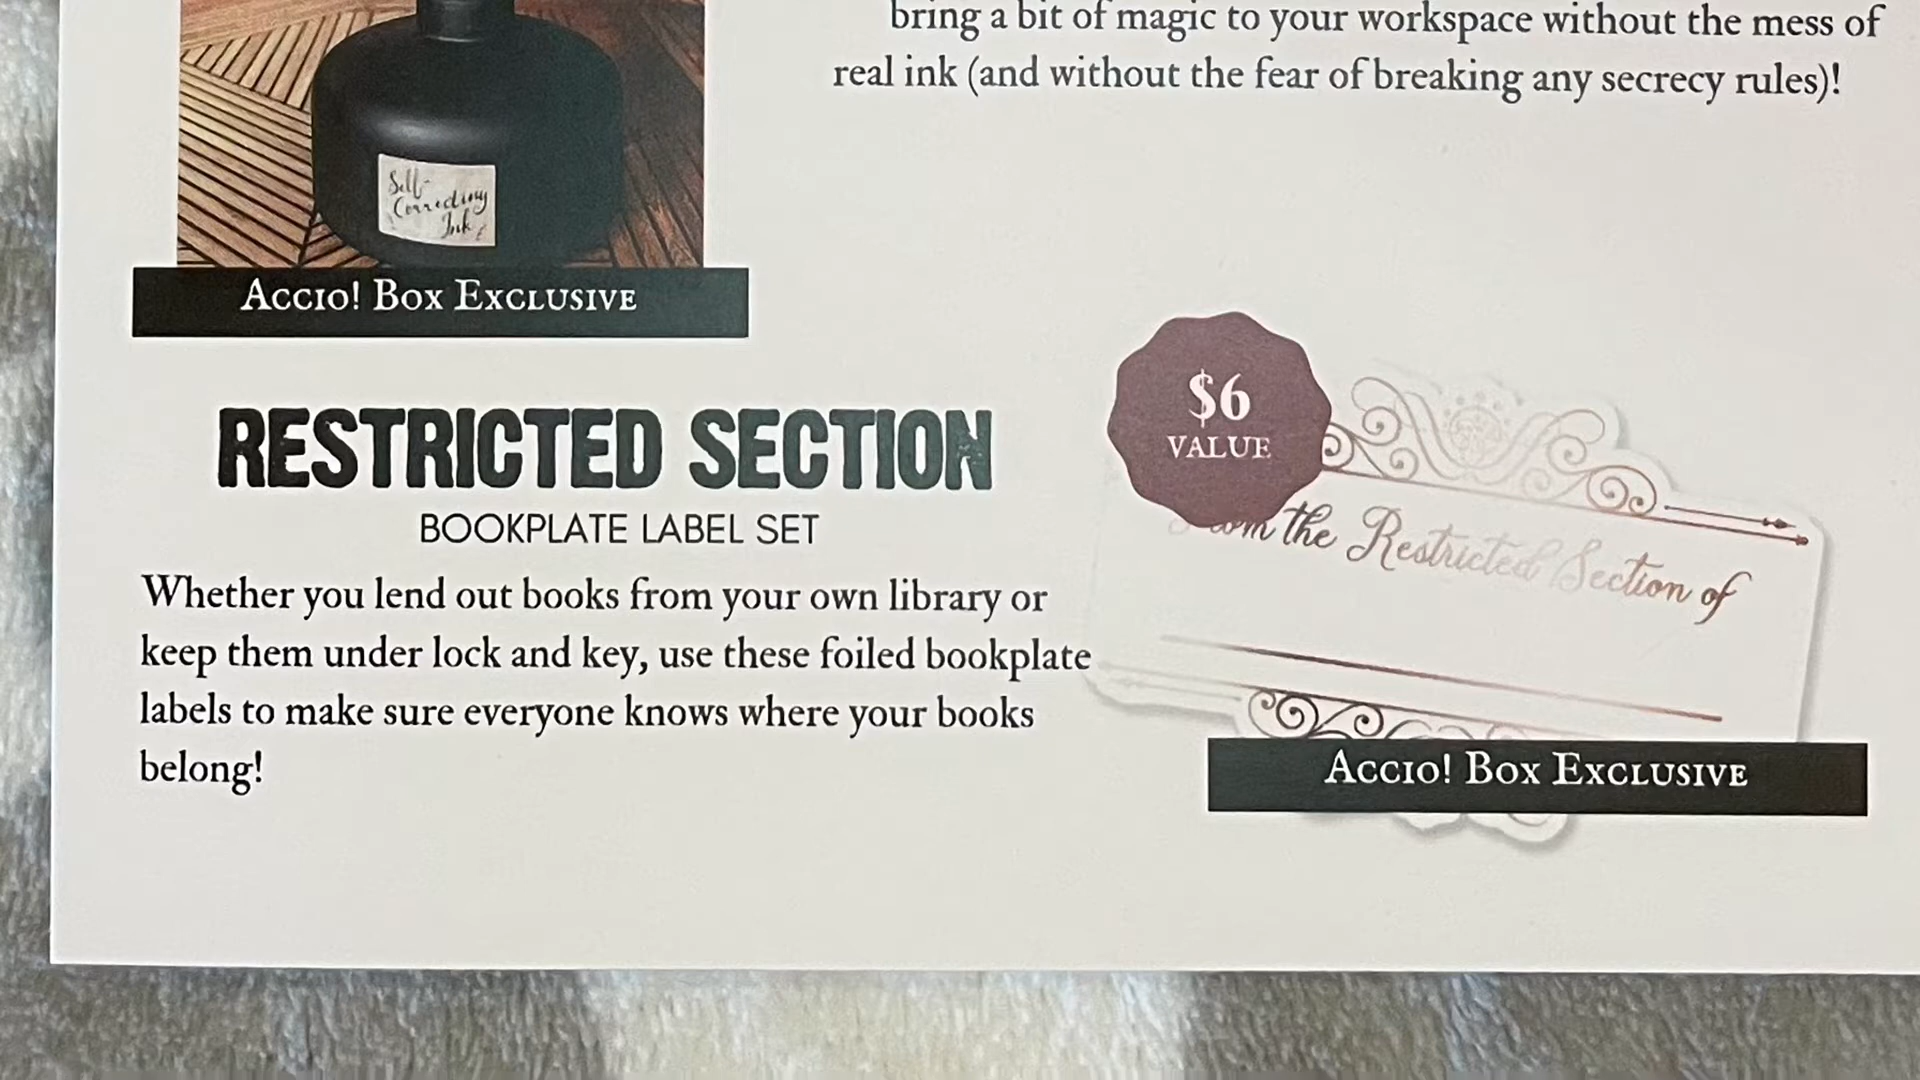 bring a bit of magic to your workspace without the mess of
real ink (and without the fear of breaking any secrecy rules)!
Self-
Correcting
Ink
Accio! Box Exclusive
RESTRICTED SECTION
BOOKPLATE LABEL SET
Whether you lend out books from your own library or
keep them under lock and key, use these foiled bookplate
labels to make sure everyone knows where your books
belong!
$6
VALUE
From the Restricted Section of
Accio! Box Exclusive